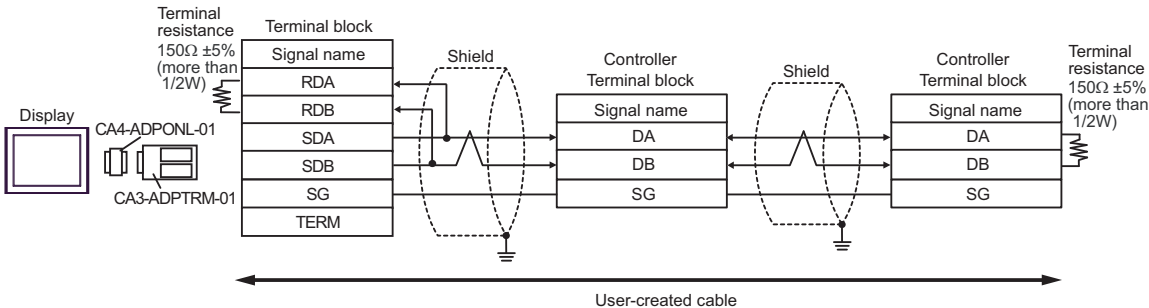 Display
CA4-ADPONL-01
CA3-ADPTRM-01
Terminal
resistance
150Ω ±5%
(more than
1/2W)
Terminal block
Signal name
RDA
RDB
SDA
SDB
SG
TERM
Shield
Controller
Terminal block
Signal name
DA
DB
SG
Shield
Controller
Terminal block
Signal name
DA
DB
SG
Terminal
resistance
150Ω ±5%
(more than
1/2W)
User-created cable